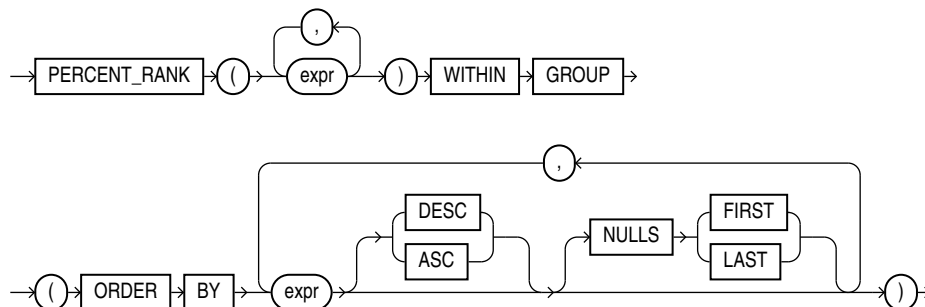 ,
PERCENT_RANK ( expr ) WITHIN GROUP
,
DESC FIRST
NULLS
ASC LAST
( ORDER BY expr )